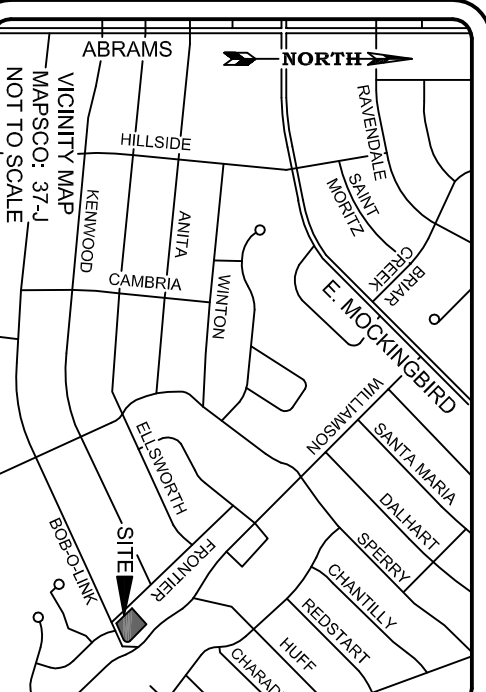 ABRAMS
NORTH
VICINITY MAP
MAPSCO: 37-J
NOT TO SCALE
HILLSIDE
RAVENDALE
SAINT
MORITZ
KENWOOD
ANITA
BRIAR
CREEK
CAMBRIA
WINTON
E. MOCKINGBIRD
WILLIAMSON
SANTA MARIA
ELLSWORTH
DALHART
SITE
BOB-O-LINK
FRONTIER
SPERRY
CHANTILLY
REDSTART
HUFF
CHARAD